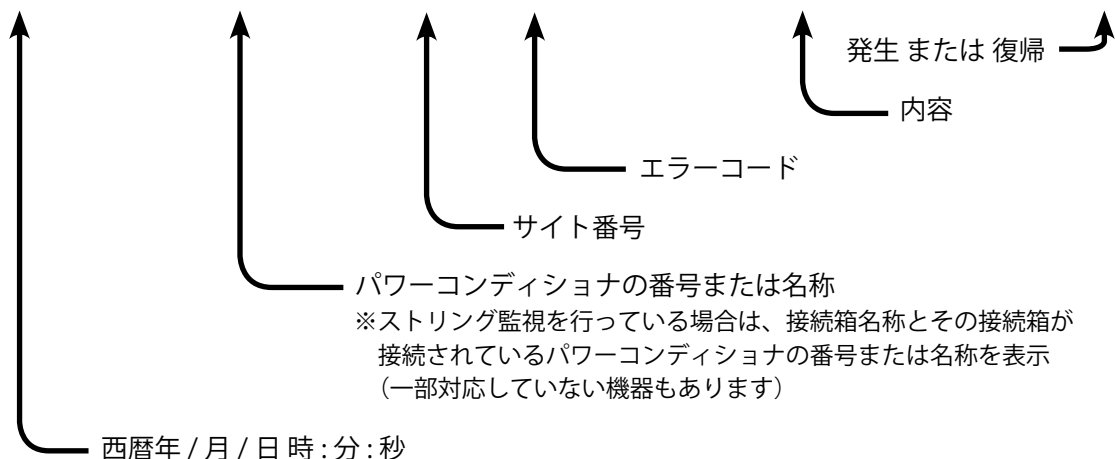 発生 または 復帰
内容
エラーコード
サイト番号
パワーコンディショナの番号または名称
※ストリング監視を行っている場合は、接続箱名称とその接続箱が
接続されているパワーコンディショナの番号または名称を表示
（一部対応していない機器もあります）
西暦年 / 月 / 日 時 : 分 : 秒